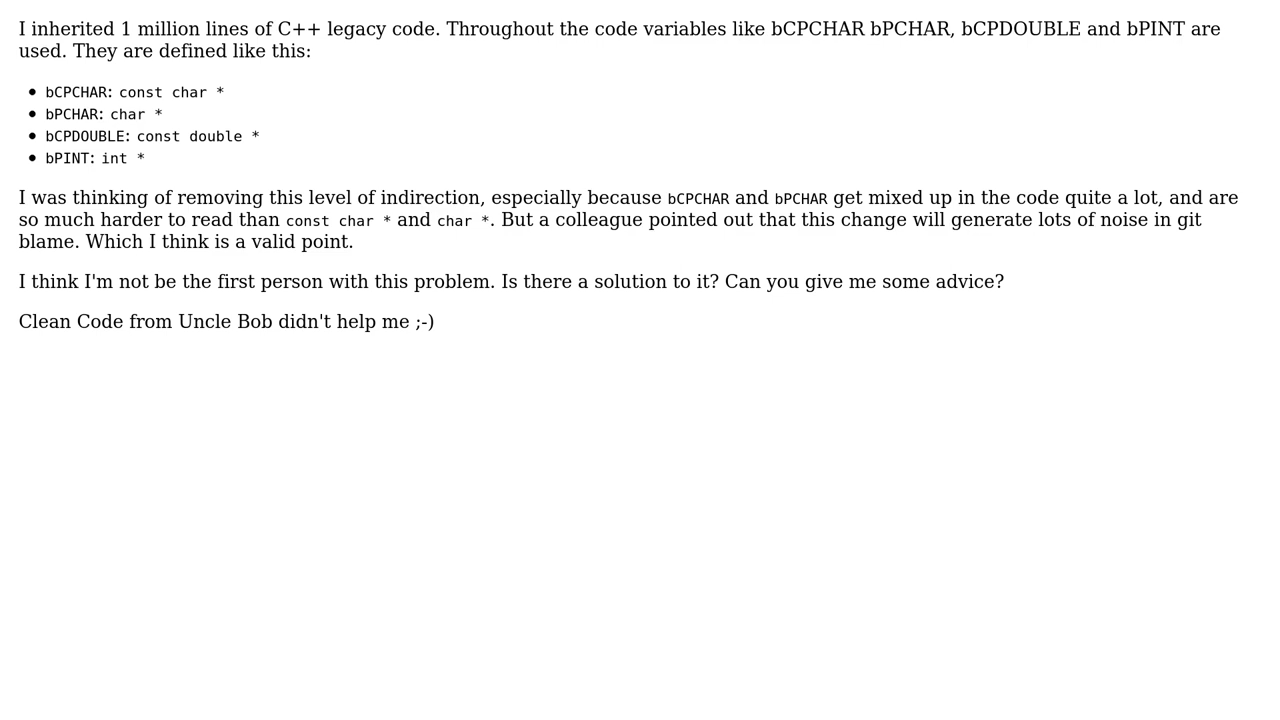 I inherited 1 million lines of C++ legacy code. Throughout the code variables like bCPCHAR bPCHAR, bCPDOUBLE and bPINT are
used. They are defined like this:
• bCPCHAR: const char *
• bPCHAR: char *
• bCPDOUBLE: const double *
• bPINT: int *
I was thinking of removing this level of indirection, especially because bCPCHAR and bPCHAR get mixed up in the code quite a lot, and are
so much harder to read than const char * and char *. But a colleague pointed out that this change will generate lots of noise in git
blame. Which I think is a valid point.
I think I'm not be the first person with this problem. Is there a solution to it? Can you give me some advice?
Clean Code from Uncle Bob didn't help me ;-)